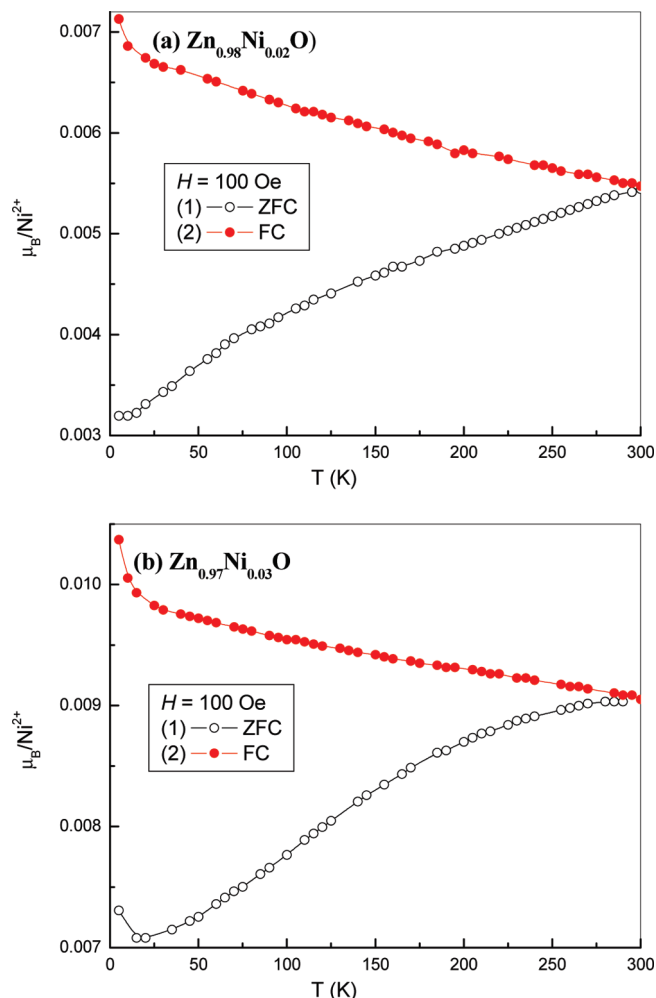 (a) Zn0.98Ni0.02O)
0.007
0.006
0.005
0.004
0.003
μB/Ni2+
H = 100 Oe
(1) ZFC
(2) FC
0 50 100 150 200 250 300
T (K)
(b) Zn0.97Ni0.03O
0.010
0.009
0.008
0.007
μB/Ni2+
H = 100 Oe
(1) ZFC
(2) FC
0 50 100 150 200 250 300
T (K)